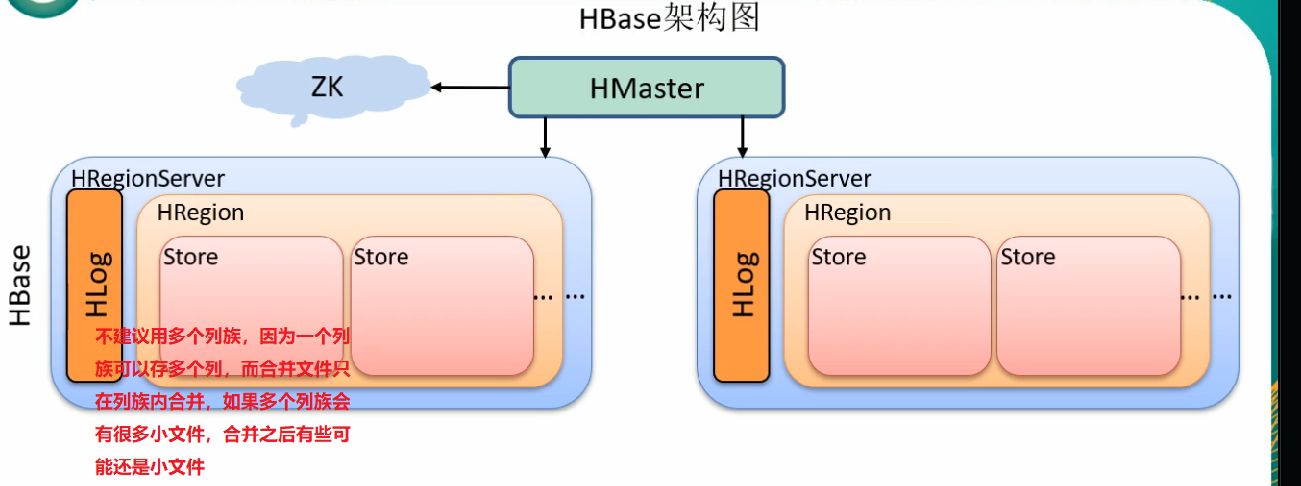 HBase架构图
ZK
HMaster
HBase
HRegionServer
HLog
HRegion
Store
Store
... ...
不建议用多个列族，因为一个列
族可以存多个列，而合并文件只
在列族内合并，如果多个列族会
有很多小文件，合并之后有些可
能还是小文件
HRegionServer
HLog
HRegion
Store
Store
... ...